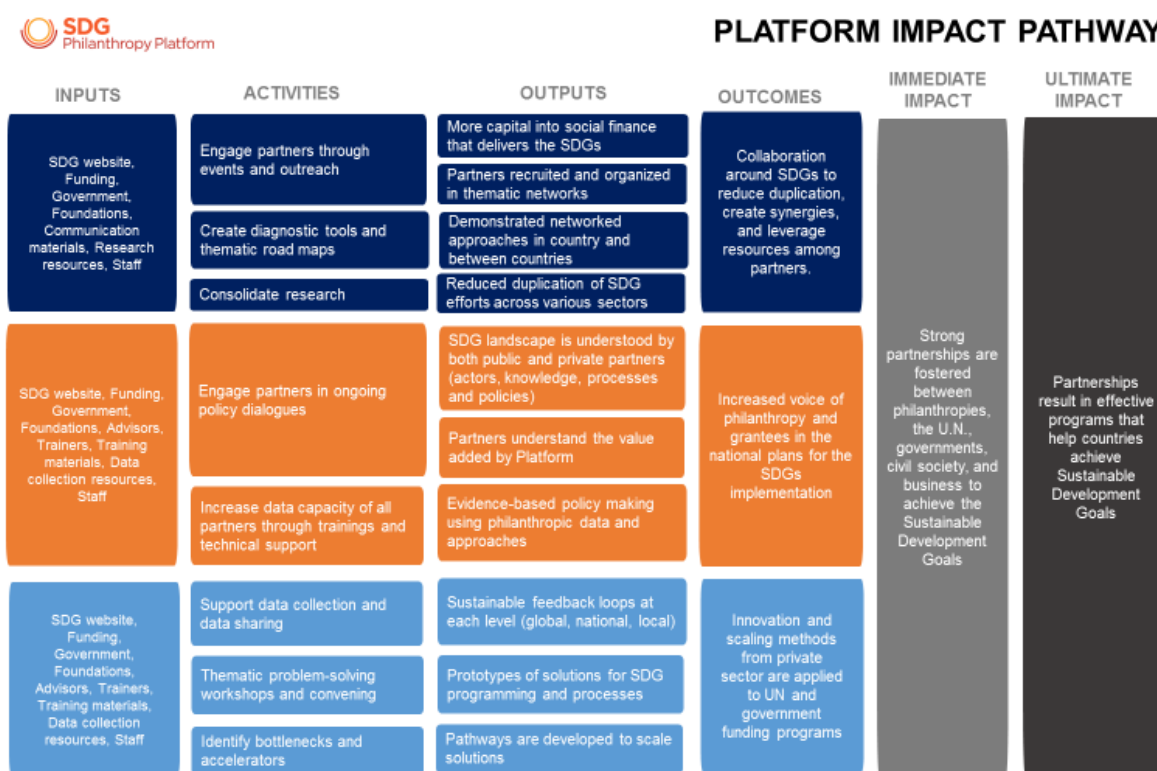 SDG
Philanthropy Platform
PLATFORM IMPACT PATHWAY
INPUTS
ACTIVITIES
OUTPUTS
OUTCOMES
IMMEDIATE
IMPACT
ULTIMATE
IMPACT
SDG website,
Funding,
Government,
Foundations,
Communication
materials, Research
resources, Staff
Engage partners through
events and outreach
Create diagnostic tools and
thematic road maps
Consolidate research
More capital into social finance
that delivers the SDGs
Partners recruited and organized
in thematic networks
Demonstrated networked
approaches in country and
between countries
Reduced duplication of SDG
efforts across various sectors
Collaboration
around SDGs to
reduce duplication,
create synergies,
and leverage
resources among
partners.
SDG website, Funding,
Government,
Foundations, Advisors,
Trainers, Training
materials, Data
collection resources,
Staff
Engage partners in ongoing
policy dialogues
Increase data capacity of all
partners through trainings and
technical support
SDG landscape is understood by
both public and private partners
(actors, knowledge, processes
and policies)
Partners understand the value
added by Platform
Evidence-based policy making
using philanthropic data and
approaches
Increased voice of
philanthropy and
grantees in the
national plans for the
SDGs
implementation
SDG website,
Funding,
Government,
Foundations,
Advisors, Trainers,
Training materials,
Data collection
resources, Staff
Support data collection and
data sharing
Thematic problem-solving
workshops and convening
Identify bottlenecks and
accelerators
Sustainable feedback loops at
each level (global, national, local)
Prototypes of solutions for SDG
programming and processes
Pathways are developed to scale
solutions
Innovation and
scaling methods
from private
sector are applied
to UN and
government
funding programs
Strong
partnerships are
fostered
between
philanthropies,
the U.N.,
governments,
civil society, and
business to
achieve the
Sustainable
Development
Goals
Partnerships
result in effective
programs that
help countries
achieve
Sustainable
Development
Goals